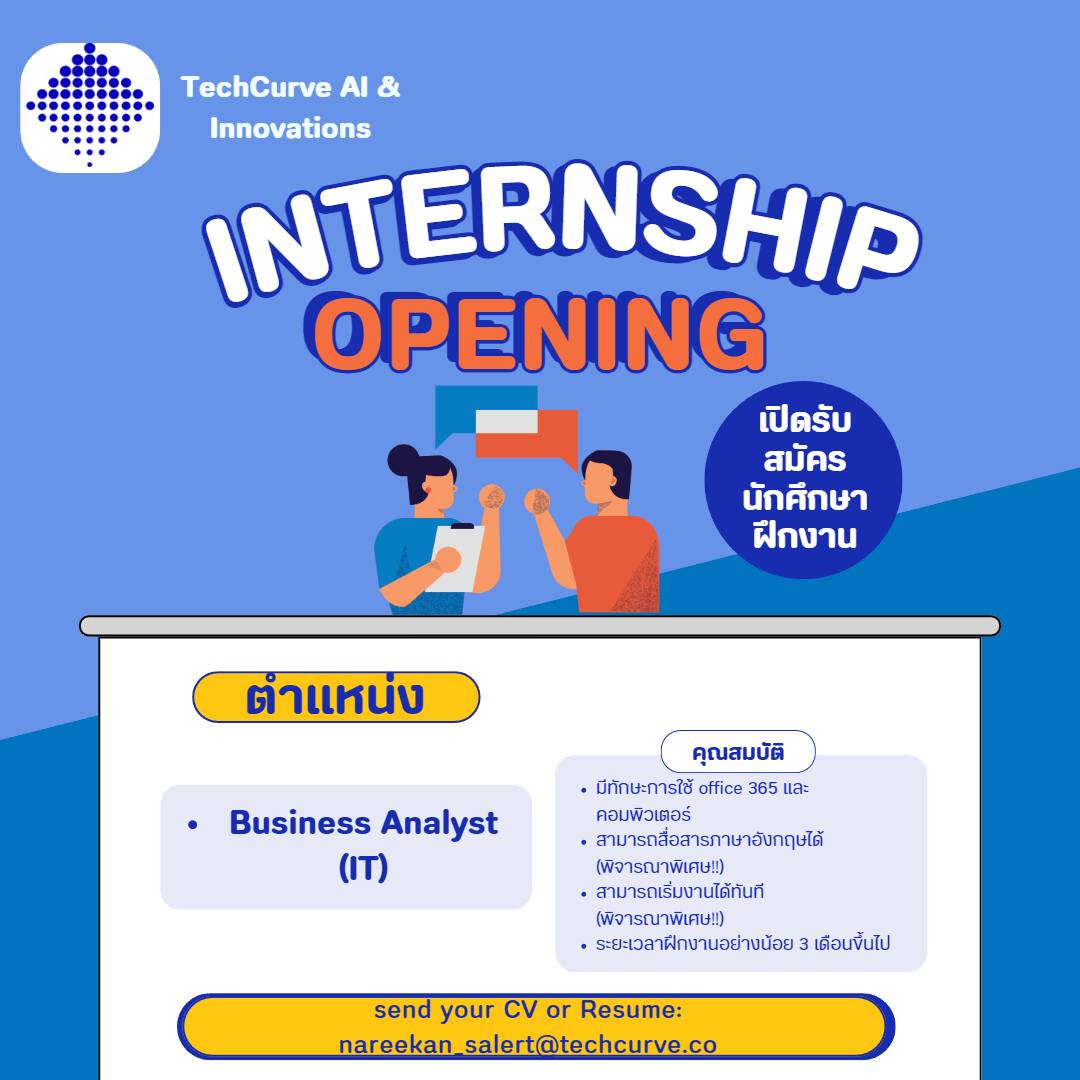 TechCurve AI &
Innovations
INTERNSHIP
OPENING
เปิดรับ
สมัคร
นักศึกษา
ฝึกงาน
ตำแหน่ง
• Business Analyst
(IT)
คุณสมบัติ
• มีทักษะการใช้ office 365 และ
คอมพิวเตอร์
• สามารถสื่อสารภาษาอังกฤษได้
(พิจารณาพิเศษ!!)
• สามารถเริ่มงานได้ทันที
(พิจารณาพิเศษ!!)
• ระยะเวลาฝึกงานอย่างน้อย 3 เดือนขึ้นไป
send your CV or Resume:
nareekan_salert@techcurve.co